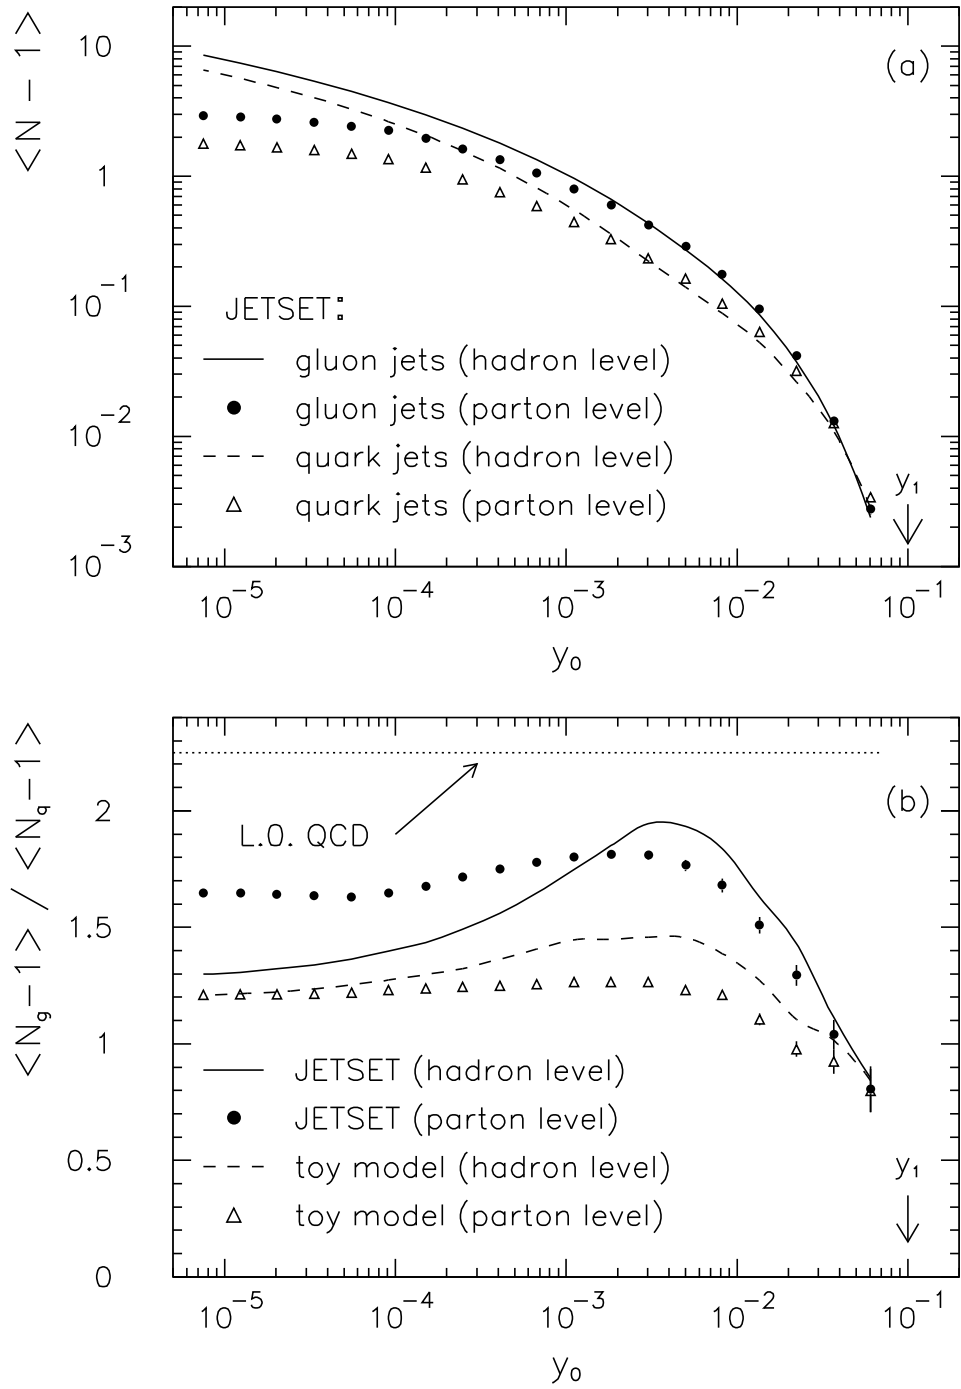 <N - 1>
10
1
10⁻¹
10⁻²
10⁻³
(a)
JETSET:
gluon jets (hadron level)
gluon jets (parton level)
quark jets (hadron level)
quark jets (parton level)
y₁
10⁻⁵ 10⁻⁴ 10⁻³ 10⁻² 10⁻¹
y₀
<N_g-1> / <N_q-1>
2
1.5
1
0.5
0
(b)
L.O. QCD
JETSET (hadron level)
JETSET (parton level)
toy model (hadron level)
toy model (parton level)
y₁
10⁻⁵ 10⁻⁴ 10⁻³ 10⁻² 10⁻¹
y₀